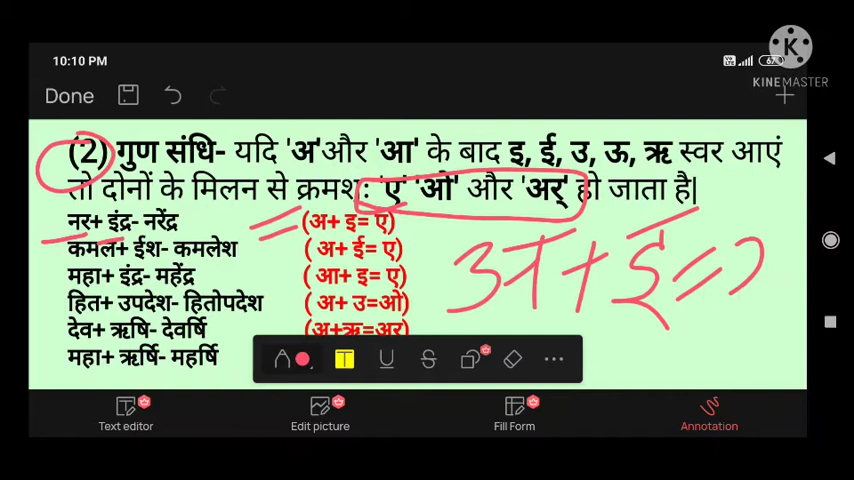 10:10 PM
67
K
KINEMASTER
Done
(2) गुण संधि- यदि 'अ'और 'आ' के बाद इ, ई, उ, ऊ, ऋ स्वर आएं
तो दोनों के मिलन से क्रमशः 'ए' 'ओ' और 'अर्' हो जाता है|
नर+ इंद्र- नरेंद्र (अ+ इ= ए)
कमल+ ईश- कमलेश ( अ+ ई= ए)
महा+ इंद्र- महेंद्र (आ+ इ= ए)
हित+ उपदेश- हितोपदेश ( अ+ उ=ओ)
देव+ ऋषि- देवर्षि (अ+ऋ=अर्)
महा+ ऋर्षि- महर्षि
अ + इ =
Text editor
Edit picture
Fill Form
Annotation